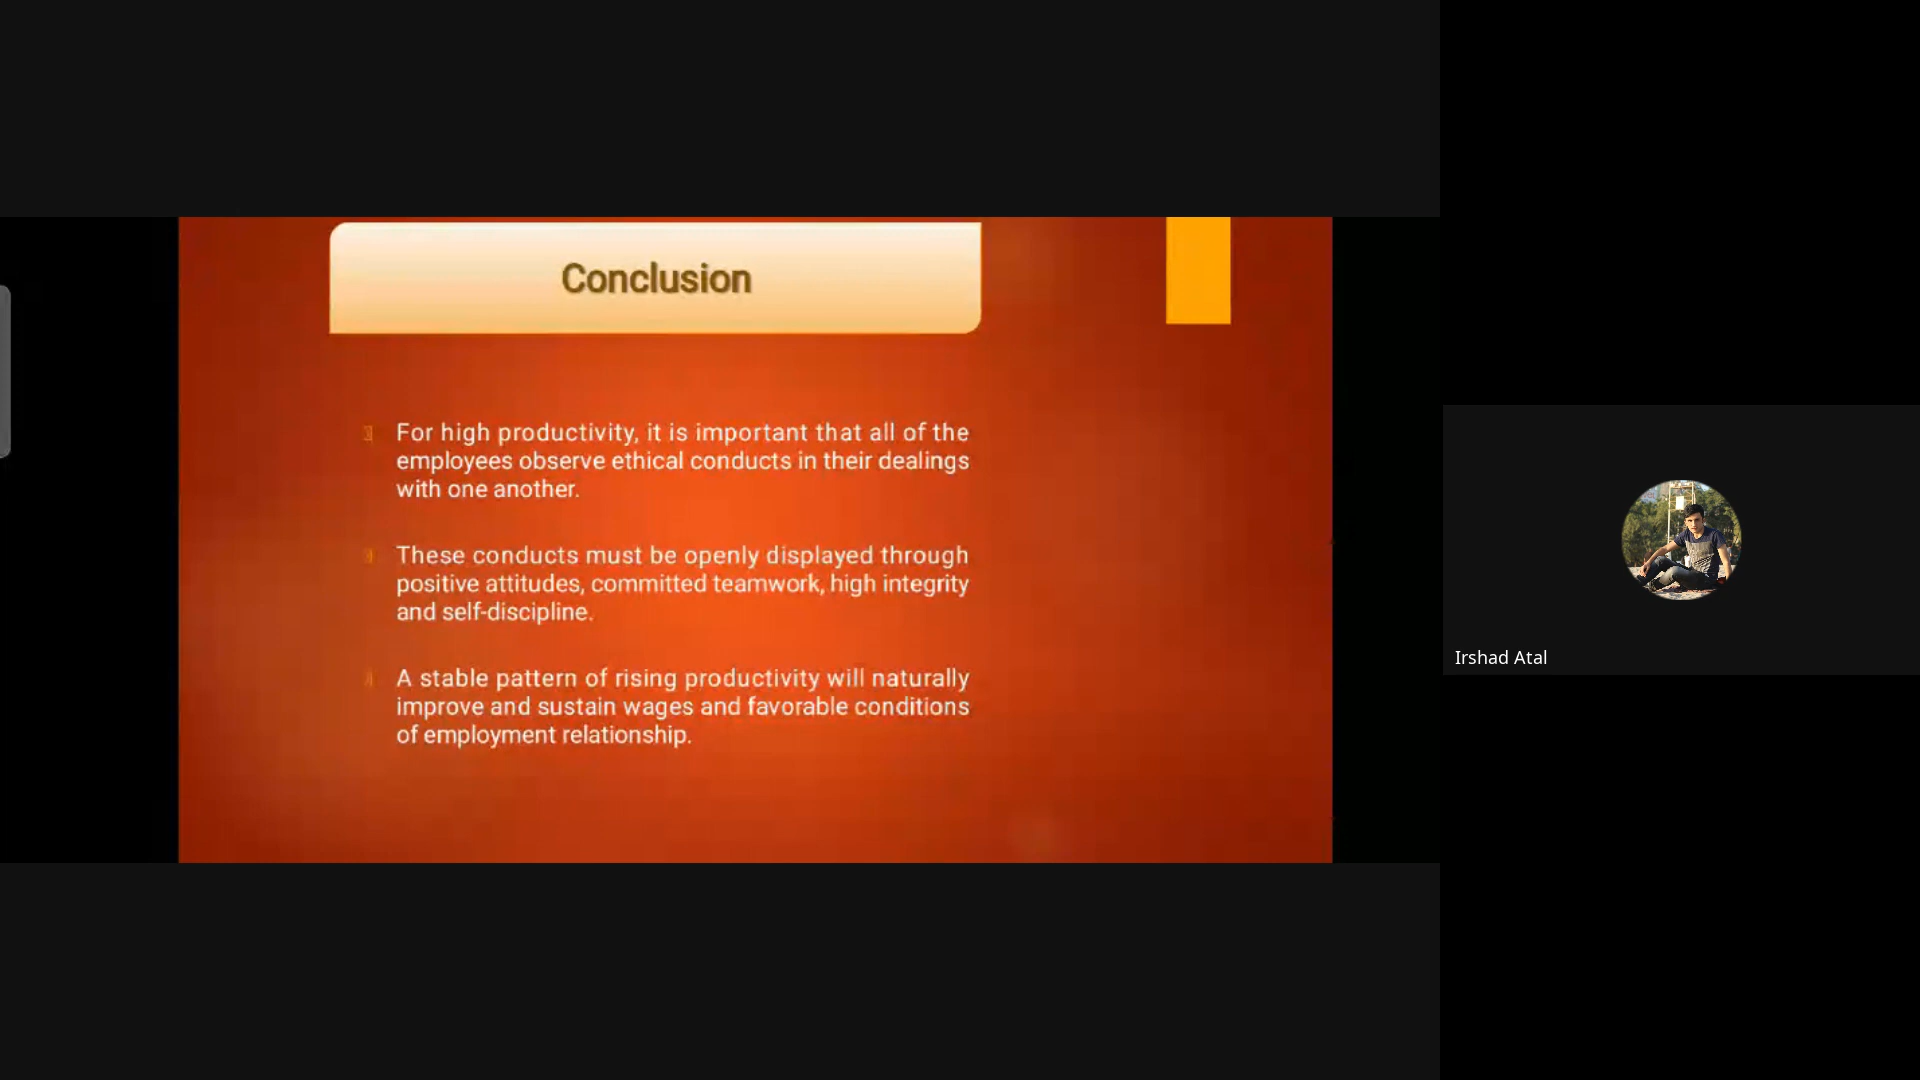 Conclusion
For high productivity, it is important that all of the
employees observe ethical conducts in their dealings
with one another.
These conducts must be openly displayed through
positive attitudes, committed teamwork, high integrity
and self-discipline.
A stable pattern of rising productivity will naturally
improve and sustain wages and favorable conditions
of employment relationship.
Irshad Atal